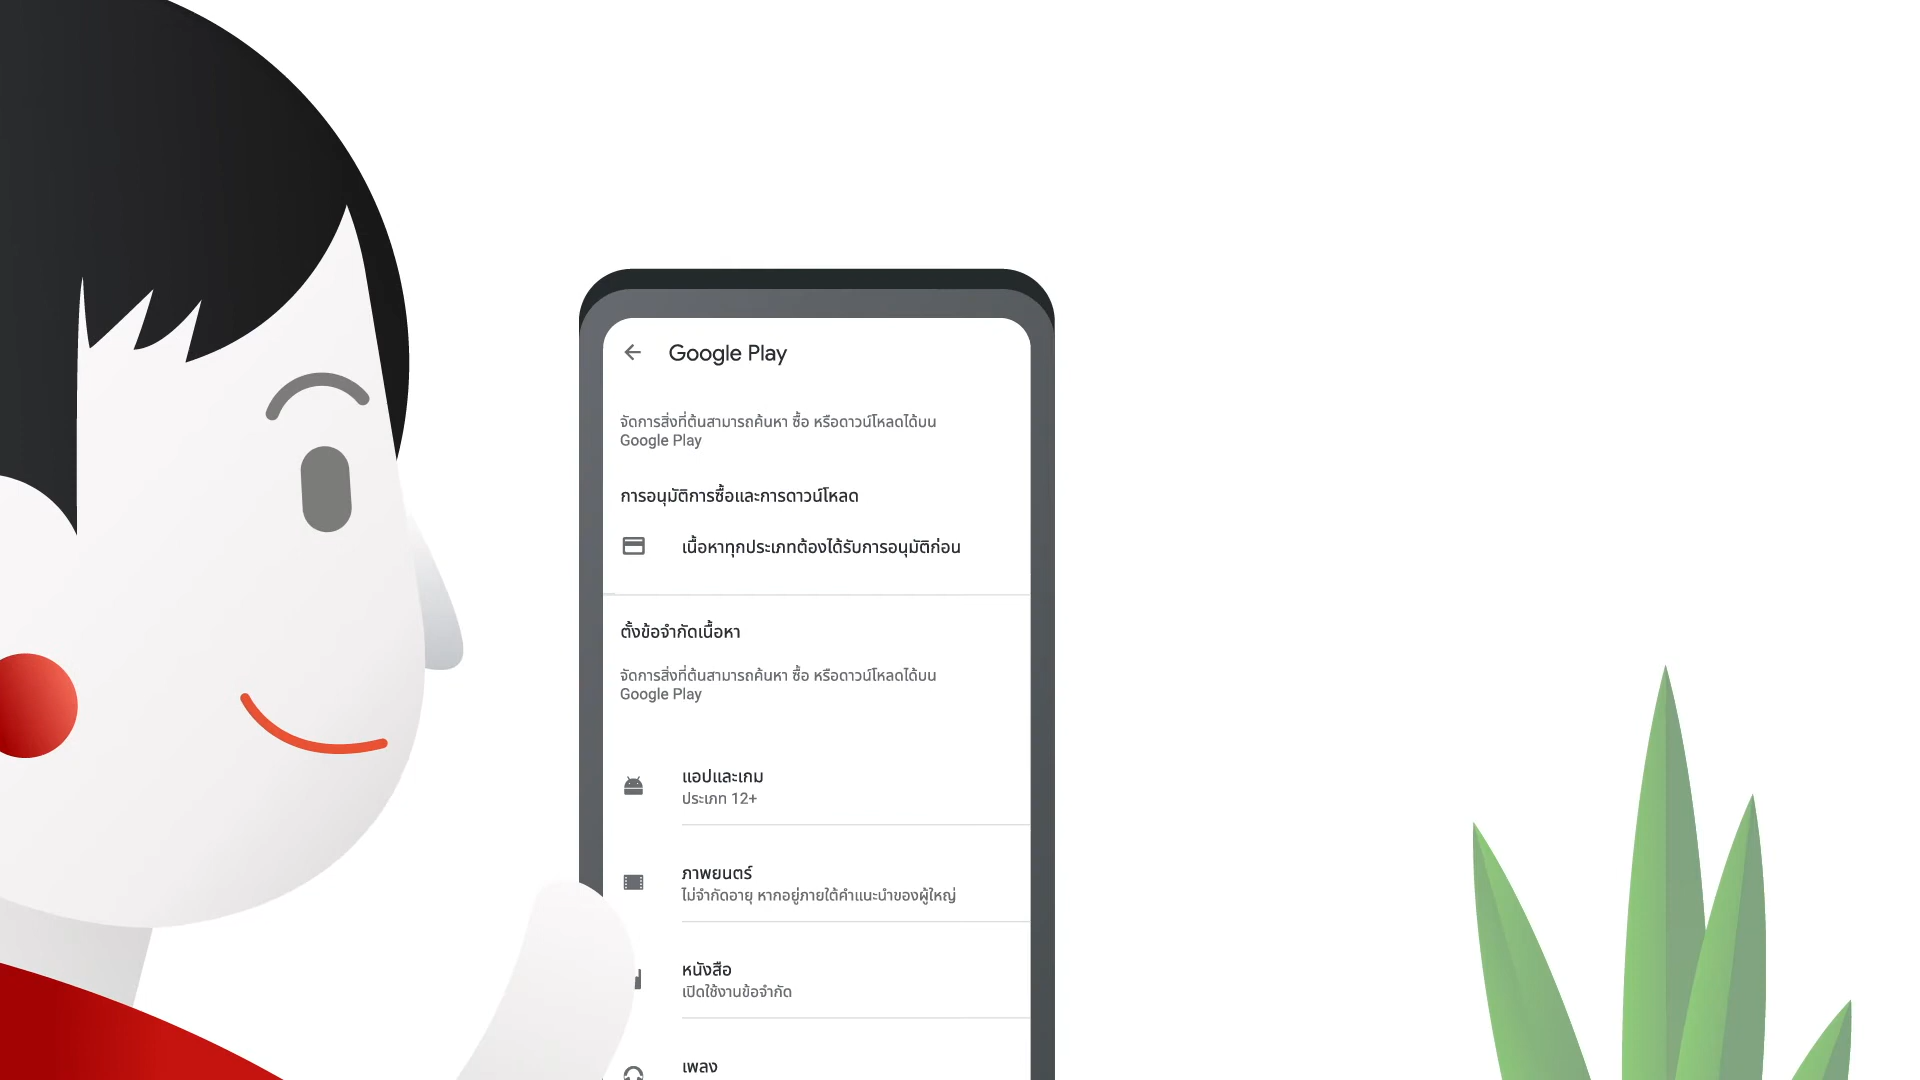 Google Play
จัดการสิ่งที่ต้นสามารถค้นหา ซื้อ หรือดาวน์โหลดได้บน
Google Play
การอนุมัติการซื้อและการดาวน์โหลด
เนื้อหาทุกประเภทต้องได้รับการอนุมัติก่อน
ตั้งข้อจำกัดเนื้อหา
จัดการสิ่งที่ต้นสามารถค้นหา ซื้อ หรือดาวน์โหลดได้บน
Google Play
แอปและเกม
ประเภท 12+
ภาพยนตร์
ไม่จำกัดอายุ หากอยู่ภายใต้คำแนะนำของผู้ใหญ่
หนังสือ
เปิดใช้งานข้อจำกัด
เพลง